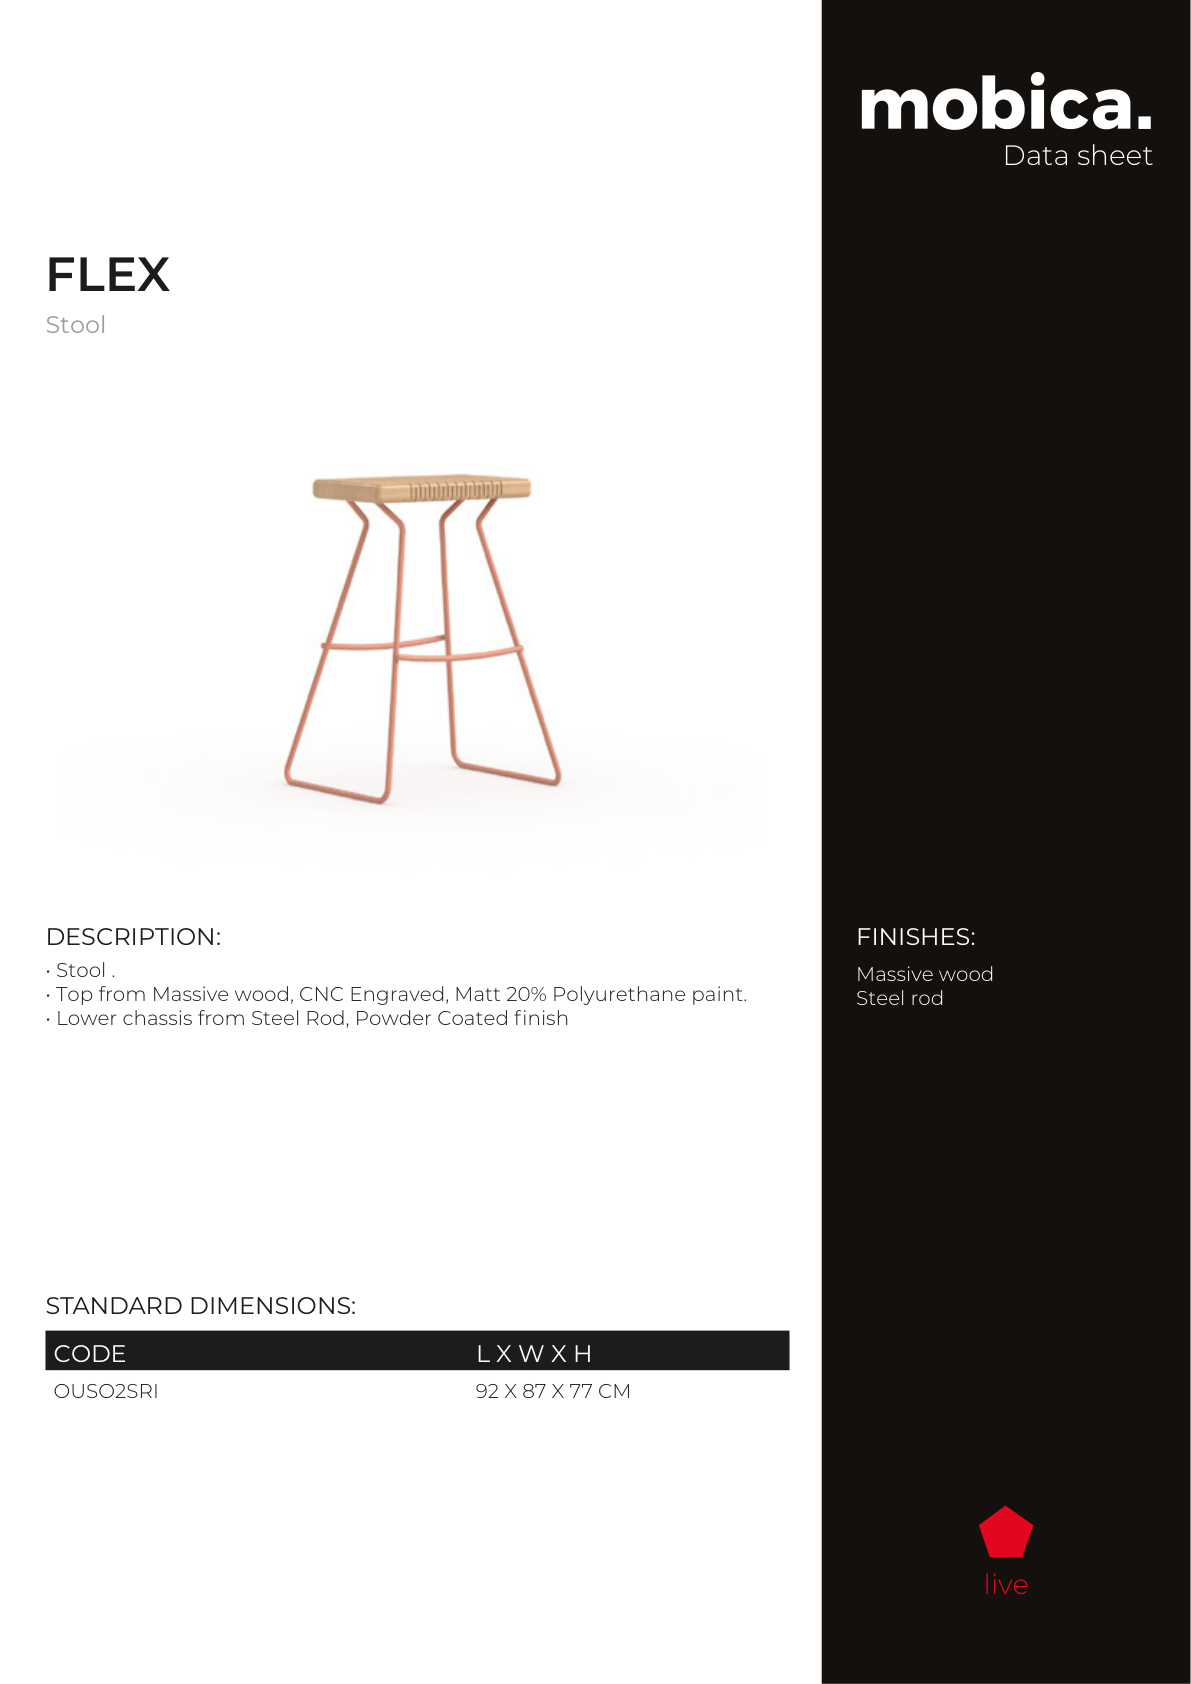 mobica.
Data sheet
FLEX
Stool
DESCRIPTION:
• Stool .
• Top from Massive wood, CNC Engraved, Matt 20% Polyurethane paint.
• Lower chassis from Steel Rod, Powder Coated finish
FINISHES:
Massive wood
Steel rod
STANDARD DIMENSIONS:
CODE L X W X H
OUSO2SRI 92 X 87 X 77 CM
live